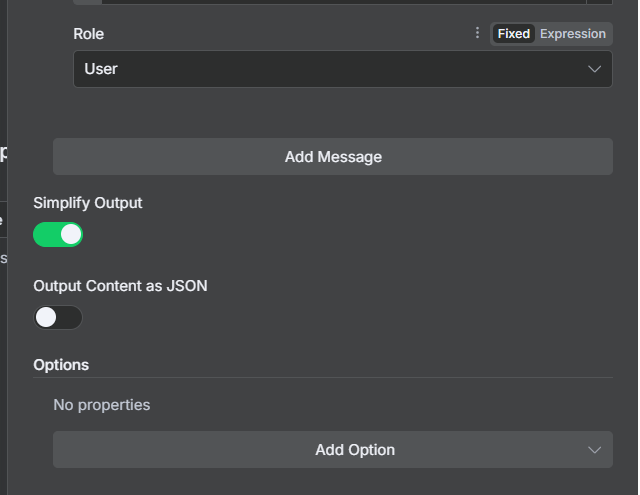 Role
Fixed Expression
User
Add Message
Simplify Output
Output Content as JSON
Options
No properties
Add Option